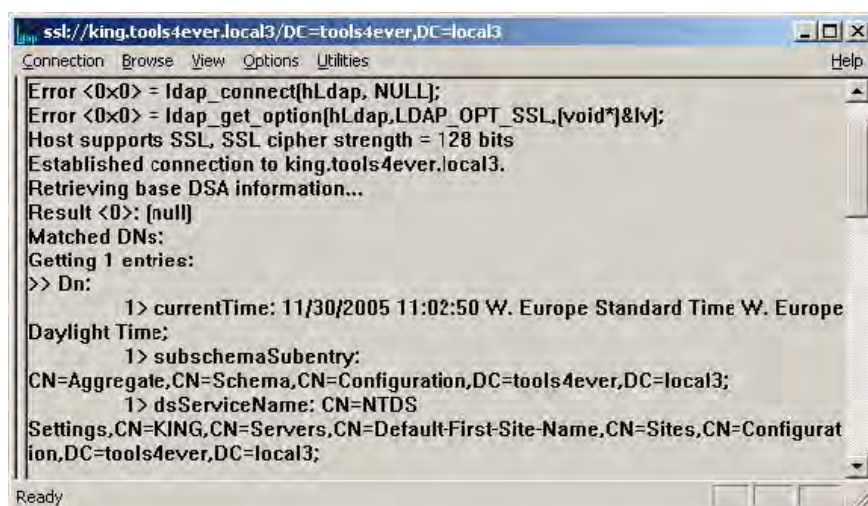 ssl://king.tools4ever.local3/DC=tools4ever,DC=local3
Connection Browse View Options Utilities Help
Error <0x0> = ldap_connect(hLdap, NULL);
Error <0x0> = ldap_get_option(hLdap,LDAP_OPT_SSL,(void*)&lv);
Host supports SSL, SSL cipher strength = 128 bits
Established connection to king.tools4ever.local3.
Retrieving base DSA information...
Result <0>: (null)
Matched DNs:
Getting 1 entries:
>> Dn:
1> currentTime: 11/30/2005 11:02:50 W. Europe Standard Time W. Europe
Daylight Time;
1> subschemaSubentry:
CN=Aggregate,CN=Schema,CN=Configuration,DC=tools4ever,DC=local3;
1> dsServiceName: CN=NTDS
Settings,CN=KING,CN=Servers,CN=Default-First-Site-Name,CN=Sites,CN=Configurat
ion,DC=tools4ever,DC=local3;
Ready